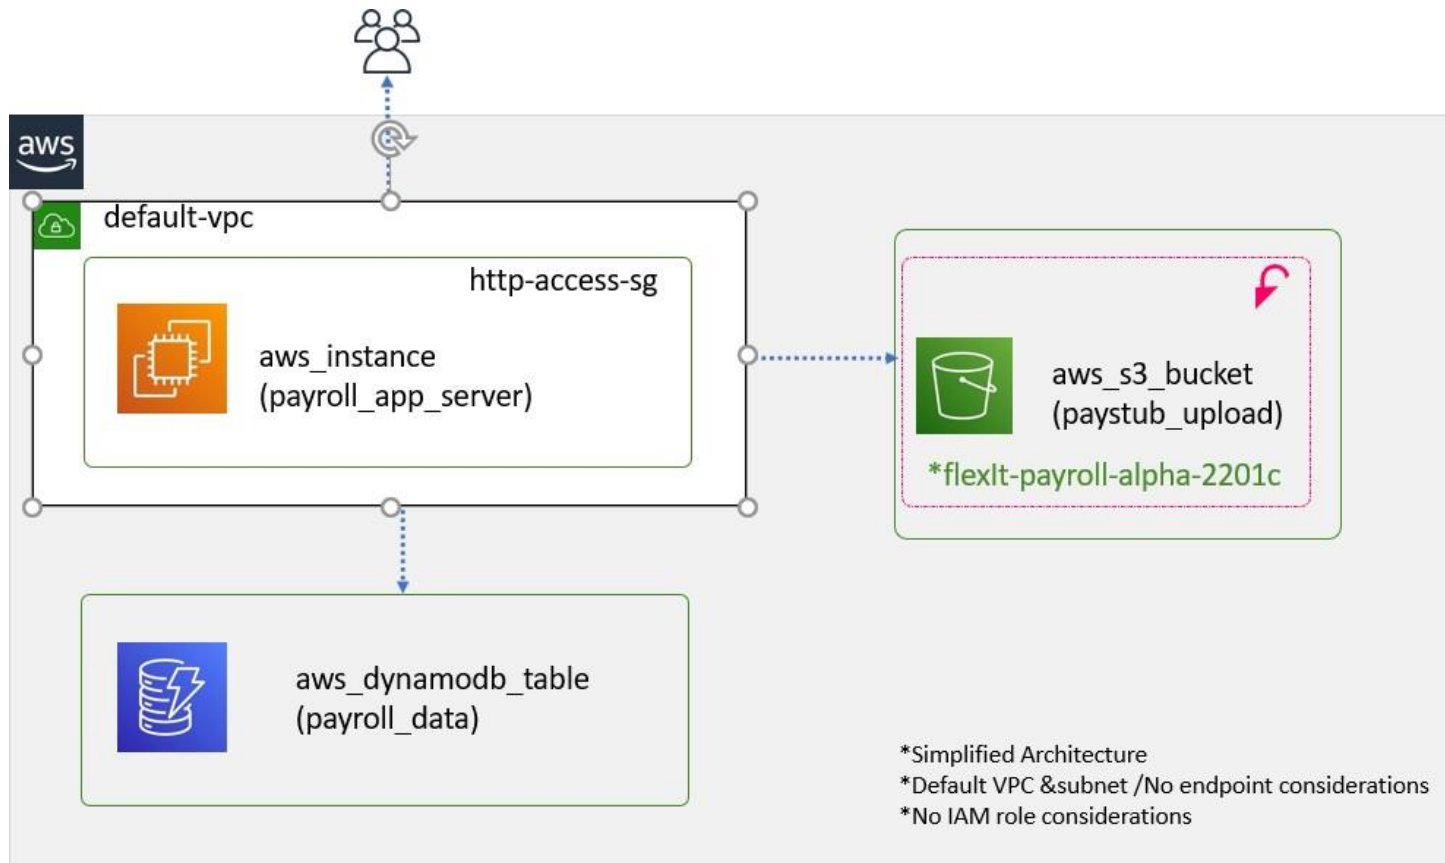 aws
default-vpc
http-access-sg
aws_instance
(payroll_app_server)
aws_s3_bucket
(paystub_upload)
*flexIt-payroll-alpha-2201c
aws_dynamodb_table
(payroll_data)
*Simplified Architecture
*Default VPC &subnet /No endpoint considerations
*No IAM role considerations